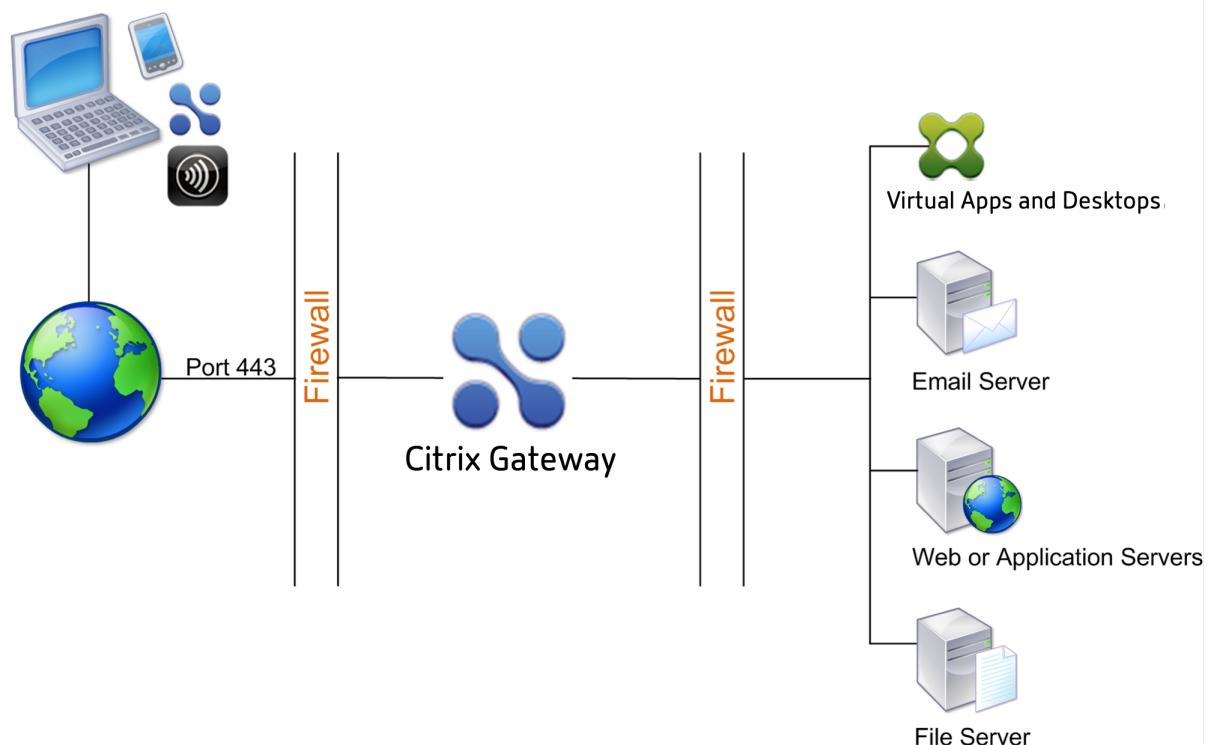 Port 443
Firewall
Citrix Gateway
Firewall
Virtual Apps and Desktops
Email Server
Web or Application Servers
File Server